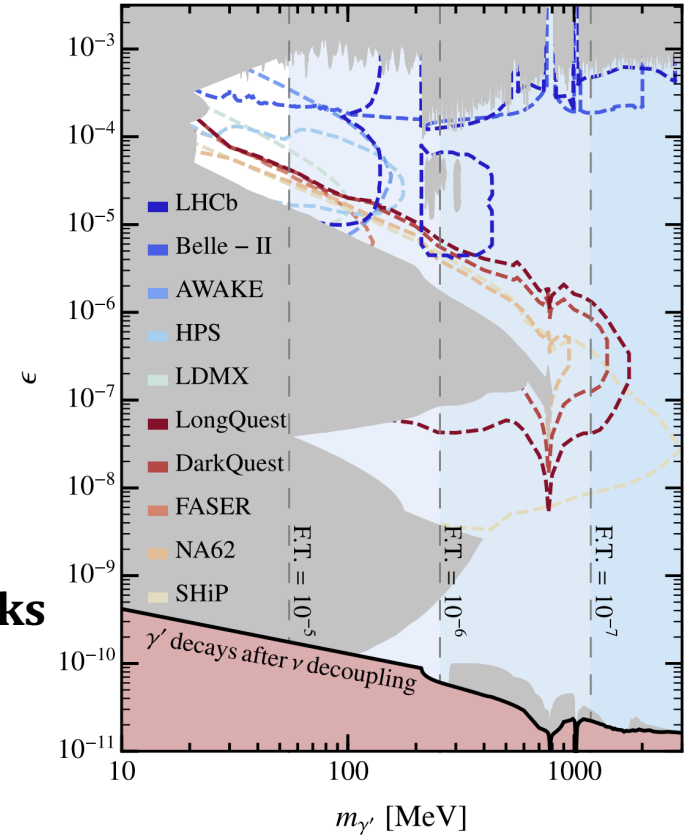 10⁻³
10⁻⁴
10⁻⁵
10⁻⁶
10⁻⁷
10⁻⁸
10⁻⁹
10⁻¹⁰
10⁻¹¹
ϵ
LHCb
Belle − II
AWAKE
HPS
LDMX
LongQuest
DarkQuest
FASER
NA62
SHiP
F.T. = 10⁻⁵
F.T. = 10⁻⁶
F.T. = 10⁻⁷
ks
γ′ decays after ν decoupling
10
100
1000
mγ′ [MeV]